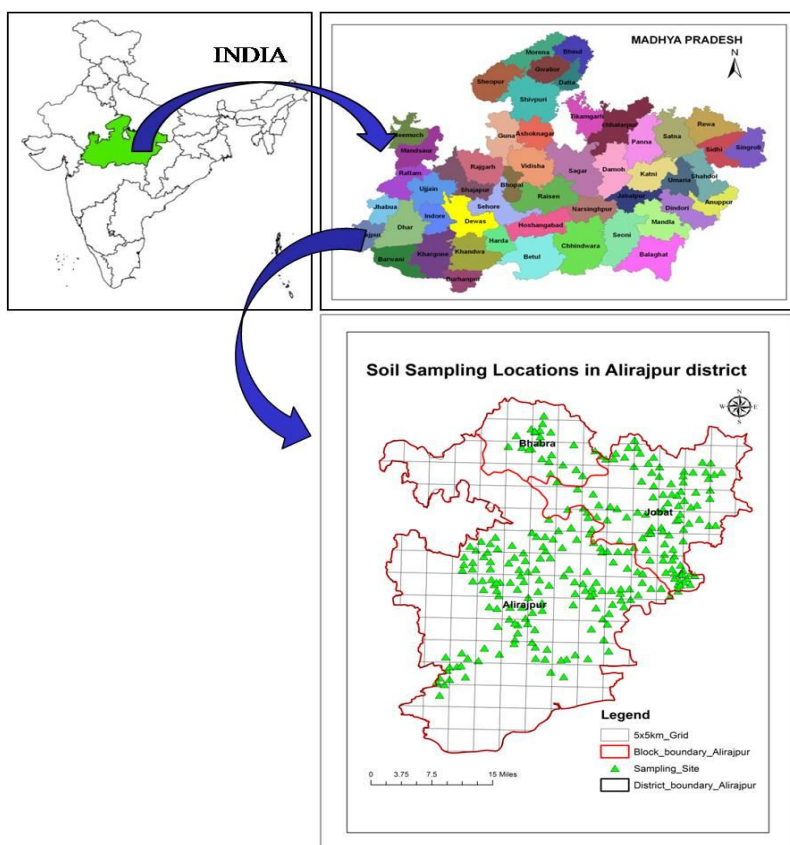 INDIA
MADHYA PRADESH
N
Morena
Bhind
Gwalior
Datia
Sheopur
Shivpuri
Tikamgarh
Chhatarpur
Neemuch
Mandsaur
Guna
Ashoknagar
Panna
Satna
Rewa
Sidhi
Singroli
Ratlam
Rajgarh
Vidisha
Sagar
Damoh
Katni
Umaria
Shahdol
Ujjain
Shajapur
Bhopal
Raisen
Jabalpur
Anuppur
Jhabua
Sehore
Narsinghpur
Dindori
Indore
Dewas
Hoshangabad
Mandla
Dhar
Harda
Seoni
Barwani
Khargone
Khandwa
Betul
Chhindwara
Balaghat
Burhanpur
Soil Sampling Locations in Alirajpur district
N
W E
S
Bhabra
Jobat
Alirajpur
Legend
5x5km_Grid
Block_boundary_Alirajpur
Sampling_Site
District_boundary_Alirajpur
0 3.75 7.5 15 Miles